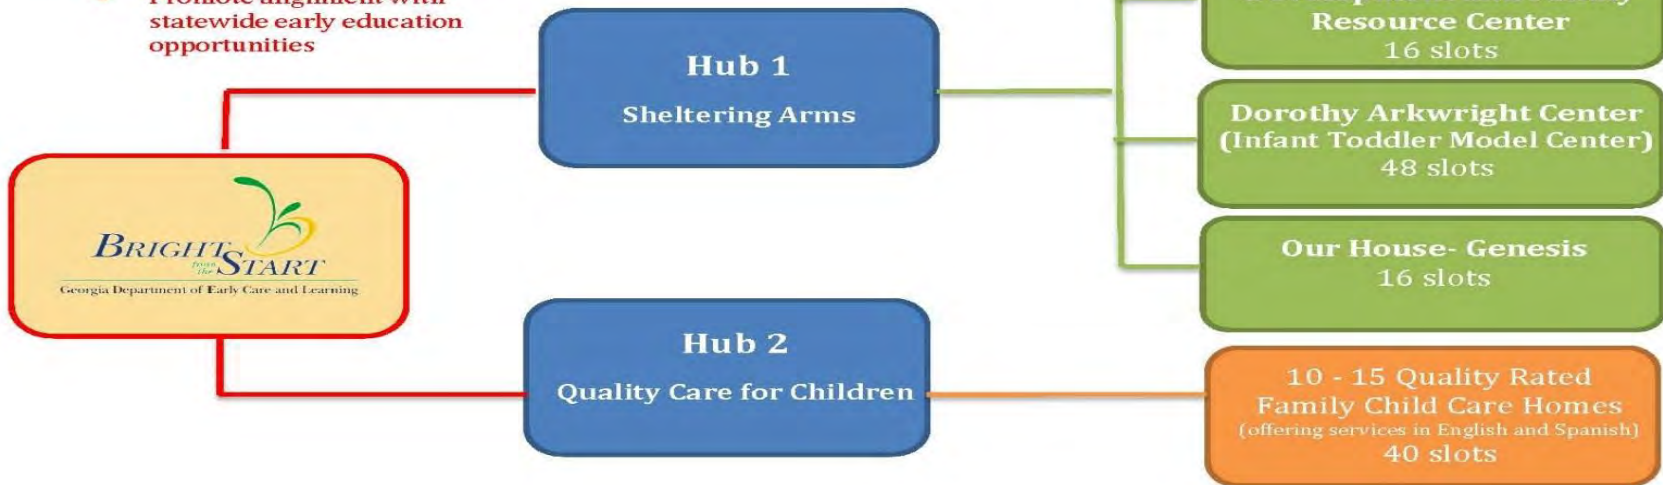 statewide early education
opportunities
Hub 1
Sheltering Arms
Resource Center
16 slots
Dorothy Arkwright Center
(Infant Toddler Model Center)
48 slots
Our House- Genesis
16 slots
BRIGHT
from
the START
Georgia Department of Early Care and Learning
Hub 2
Quality Care for Children
10 - 15 Quality Rated
Family Child Care Homes
(offering services in English and Spanish)
40 slots